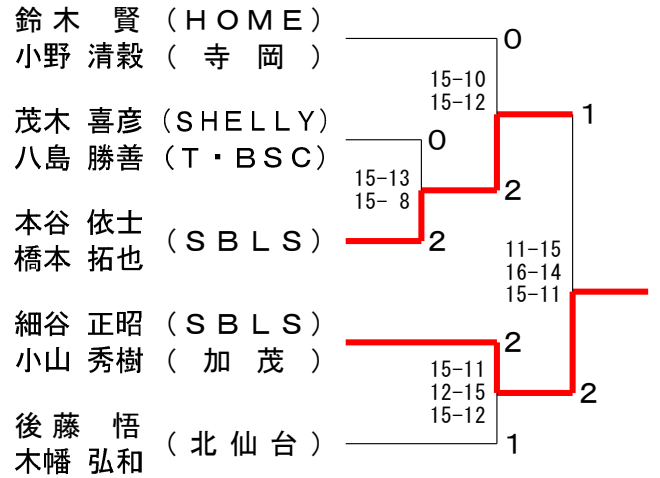 鈴木 賢 (HOME)
小野 清毅 (寺岡)
茂木 喜彦 (SHELLY)
八島 勝善 (T・BSC)
本谷 依士
橋本 拓也
(SBLS)
細谷 正昭 (SBLS)
小山 秀樹 (加茂)
後藤 悟
木幡 弘和
(北仙台)
0
15-10
15-12
1
0
15-13
15- 8
2
2
11-15
16-14
15-11
2
15-11
12-15
15-12
2
1